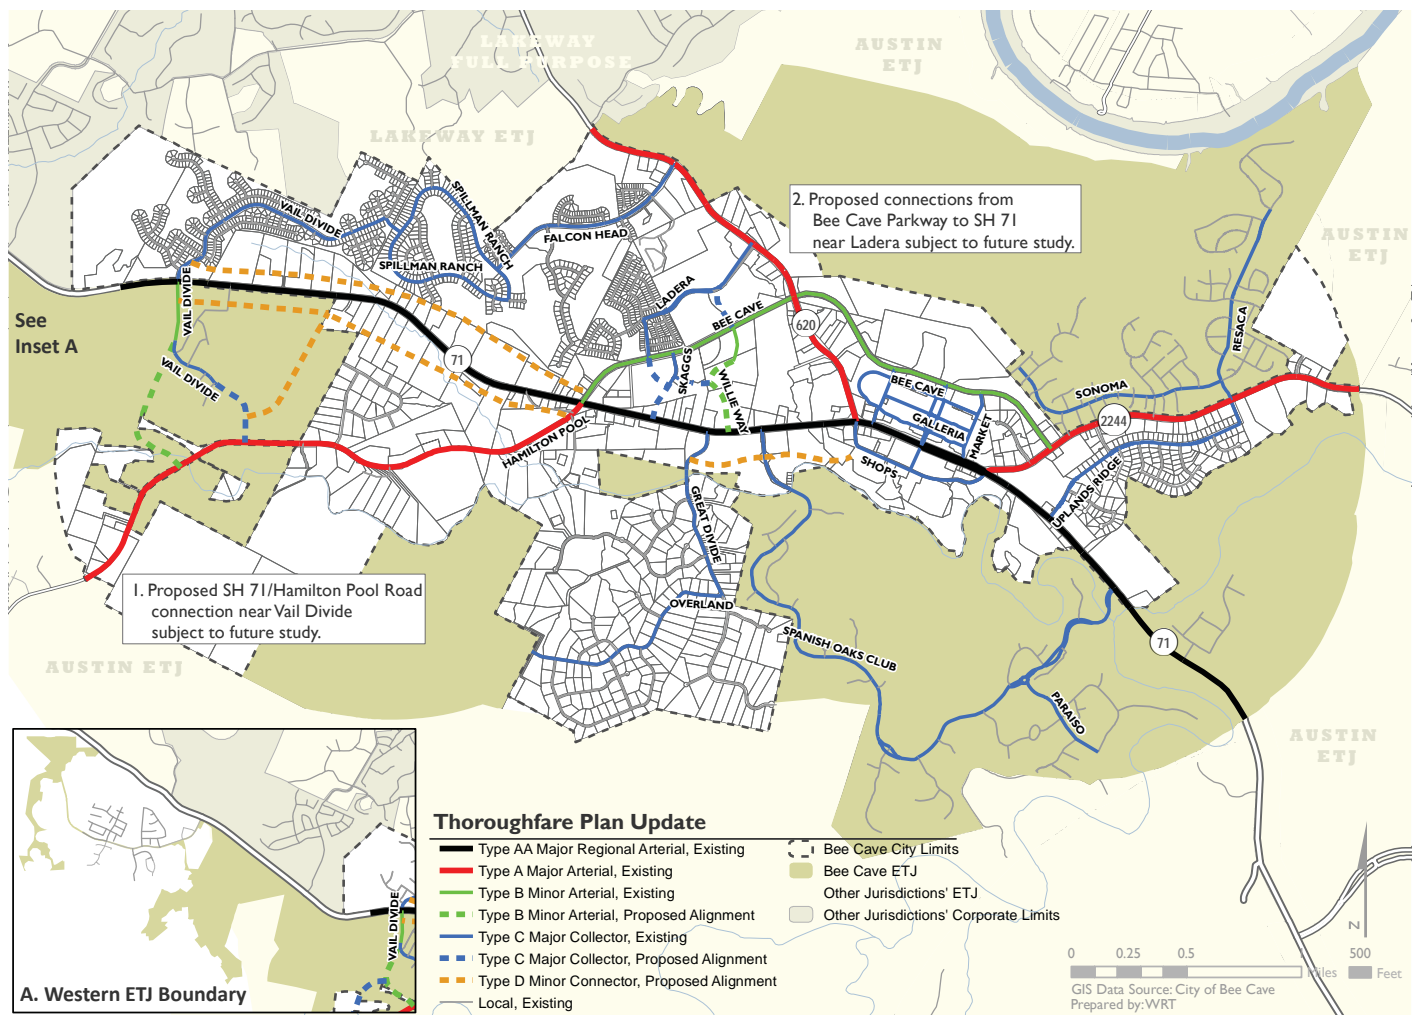 LAKEWAY
FULL PURPOSE
AUSTIN
ETJ
LAKEWAY ETJ
AUSTIN
ETJ
2. Proposed connections from
Bee Cave Parkway to SH 71
near Ladera subject to future study.
SPILLMAN RANCH
VAIL DIVIDE
FALCON HEAD
SPILLMAN RANCH
VAIL DIVIDE
LADERA
BEE CAVE
620
RESACA
See
Inset A
71
VAIL DIVIDE
SKAGGS
WILLIE WAY
BEE CAVE
SONOMA
2244
GALLERIA
MARKET
HAMILTON POOL
SHOPS
UPLANDS RIDGE
GREAT DIVIDE
1. Proposed SH 71/Hamilton Pool Road
connection near Vail Divide
subject to future study.
OVERLAND
SPANISH OAKS CLUB
71
AUSTIN ETJ
PARAISO
AUSTIN
ETJ
VAIL DIVIDE
A. Western ETJ Boundary
Thoroughfare Plan Update
Type AA Major Regional Arterial, Existing
Type A Major Arterial, Existing
Type B Minor Arterial, Existing
Type B Minor Arterial, Proposed Alignment
Type C Major Collector, Existing
Type C Major Collector, Proposed Alignment
Type D Minor Connector, Proposed Alignment
Local, Existing
Bee Cave City Limits
Bee Cave ETJ
Other Jurisdictions' ETJ
Other Jurisdictions' Corporate Limits
N
0 0.25 0.5 1 Miles
500 Feet
GIS Data Source: City of Bee Cave
Prepared by: WRT